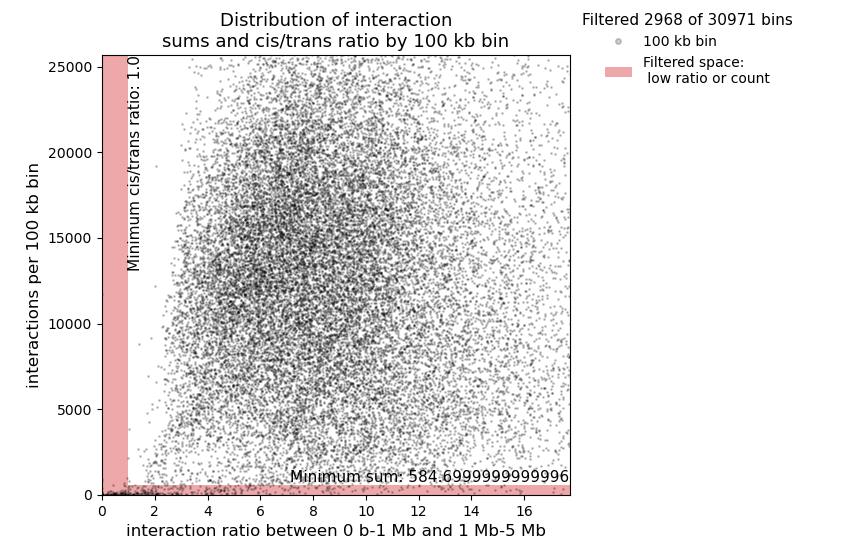 Distribution of interaction
sums and cis/trans ratio by 100 kb bin
Filtered 2968 of 30971 bins
100 kb bin
Filtered space:
low ratio or count
interactions per 100 kb bin
25000
20000
15000
10000
5000
0
Minimum cis/trans ratio: 1.0
Minimum sum: 584.6999999999996
0 2 4 6 8 10 12 14 16
interaction ratio between 0 b-1 Mb and 1 Mb-5 Mb